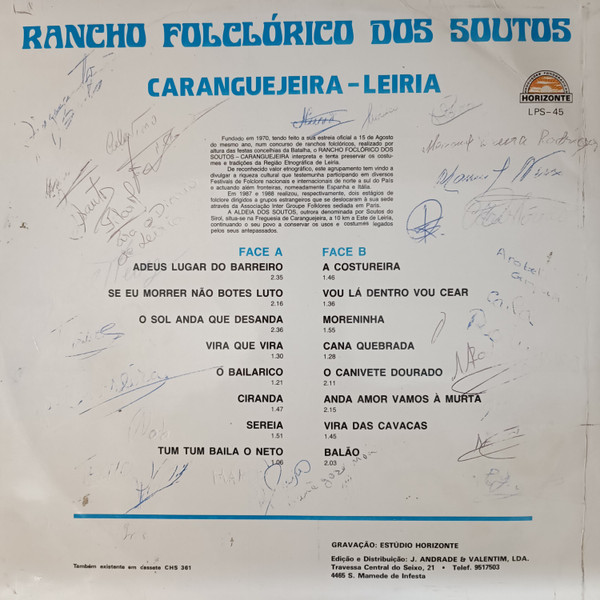 RANCHO FOLCLÓRICO DOS SOUTOS
CARANGUEJEIRA – LEIRIA
HORIZONTE
LPS - 45
Fundido em 1970, tendo feito a sua estreia oficial a 15 de Agosto
do mesmo ano, num concurso de ranchos folclóricos, realizado por
altura das festas concelhias da Batalha, o RANCHO FOCLÓRICO DOS
SOUTOS – CARANGUEJEIRA interpreta e tenta preservar os costu-
mes e tradições da Região Etnográfica de Leiria.
De reconhecido valor etnográfico, este agrupamento tem vindo a
divulgar a riqueza cultural que testemunha participando em diversos
Festivais de Folclore nacionais e internacionais de norte a sul do País
e actuando além fronteiras, nomeadamente Espanha e Itália.
Em 1987 e 1988 realizou, respectivamente, dois estágios de
folclore dirigidos a grupos estrangeiros que se deslocaram à sua sede
através da Association Inter Groupe Folklores sediada em Paris.
A ALDEIA DOS SOUTOS, outrora denominada por Soutos do
Sirol, situa-se na Freguesia de Caranguejeira, a 10 km a Este de Leiria,
continuando o seu povo a conservar os usos e costumes legados
pelos seus antepassados.
FACE A
ADEUS LUGAR DO BARREIRO
2.35
SE EU MORRER NÃO BOTES LUTO
2.16
O SOL ANDA QUE DESANDA
2.36
VIRA QUE VIRA
1.30
O BAILARICO
1.21
CIRANDA
1.47
SEREIA
1.51
TUM TUM BAILA O NETO
1.06
FACE B
A COSTUREIRA
1.46
VOU LÁ DENTRO VOU CEAR
1.36
MORENINHA
1.55
CANA QUEBRADA
1.28
O CANIVETE DOURADO
2.11
ANDA AMOR VAMOS À MURTA
2.15
VIRA DAS CAVACAS
1.45
BALÃO
2.03
GRAVAÇÃO: ESTÚDIO HORIZONTE
Edição e Distribuição: J. ANDRADE & VALENTIM, LDA.
Travessa Central do Seixo, 21 • Telef. 9517503
4465 S. Mamede de Infesta
Também existente em cassete CHS 381